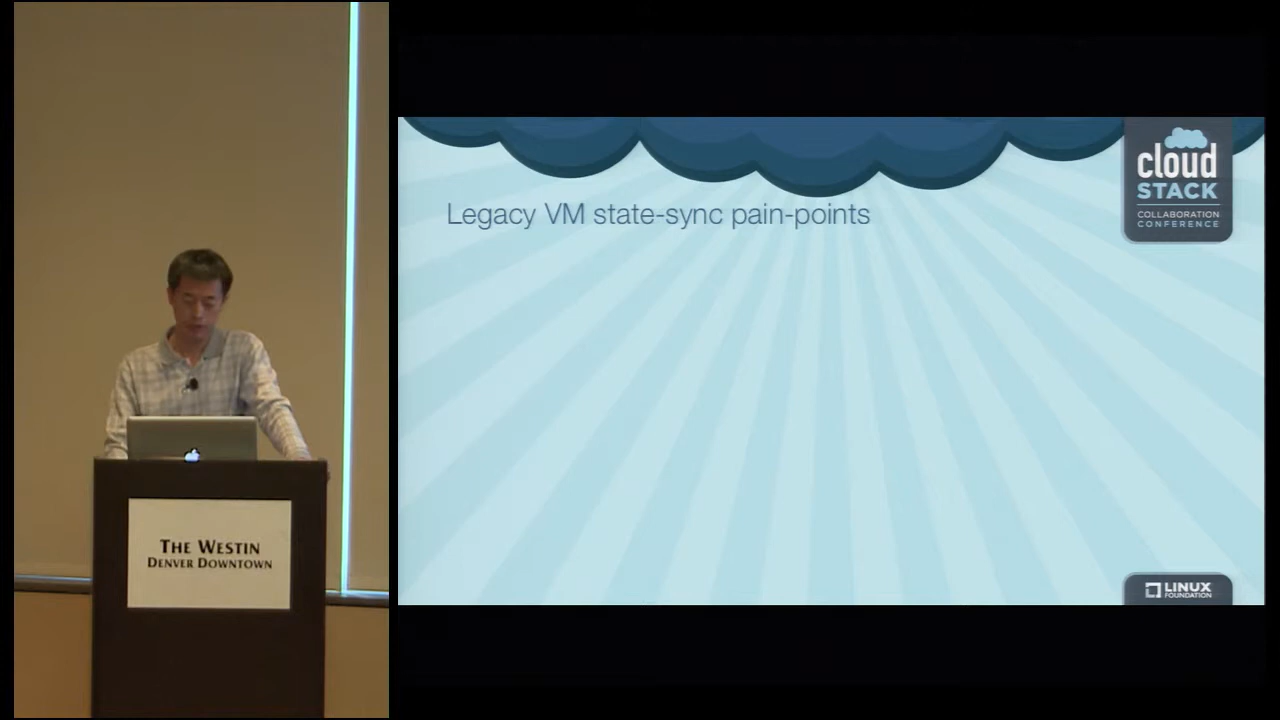 THE WESTIN
DENVER DOWNTOWN
Legacy VM state-sync pain-points
cloud
STACK
COLLABORATION
CONFERENCE
LINUX
FOUNDATION